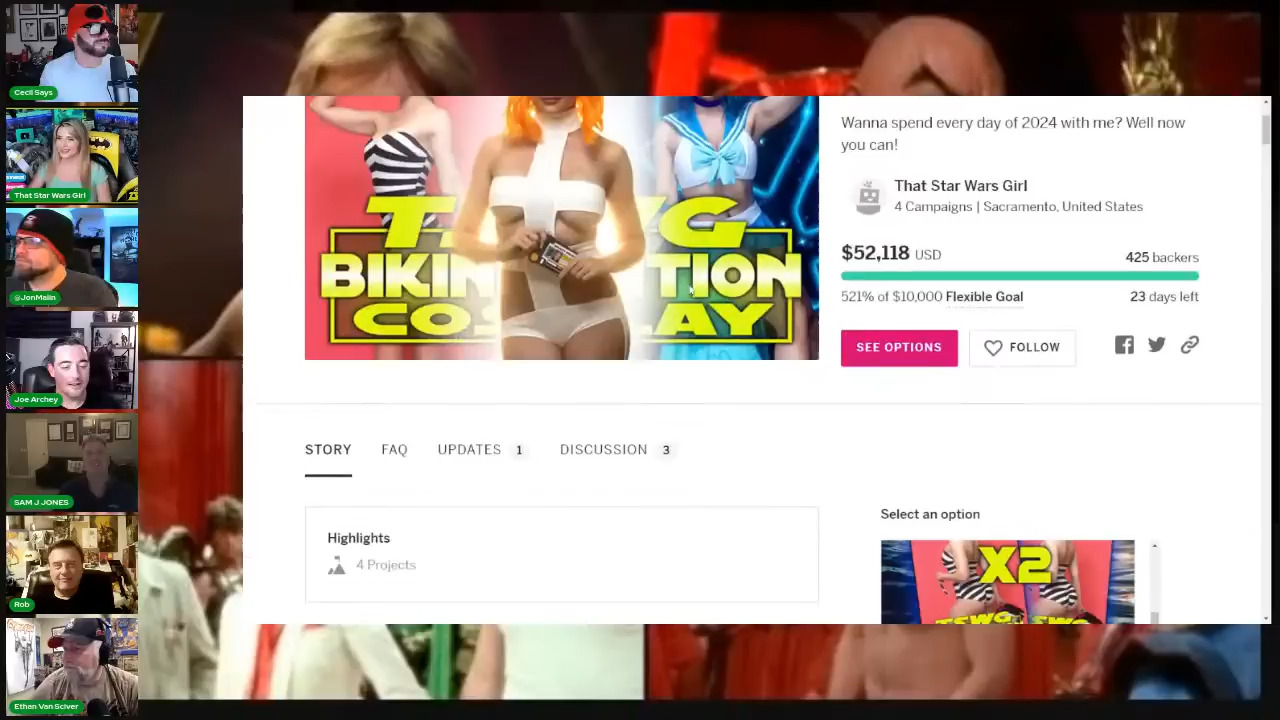 Cecil Says
That Star Wars Girl
@JonMalin
Joe Archey
SAM J JONES
Rob
Ethan Van Sciver
BIKIN TION
Wanna spend every day of 2024 with me? Well now
you can!
That Star Wars Girl
4 Campaigns | Sacramento, United States
$52,118 USD
425 backers
521% of $10,000 Flexible Goal
23 days left
SEE OPTIONS
FOLLOW
STORY
FAQ
UPDATES 1
DISCUSSION 3
Highlights
4 Projects
Select an option
X2